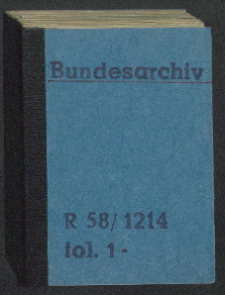 Bundesarchiv
R 58/1214
fol. 1-